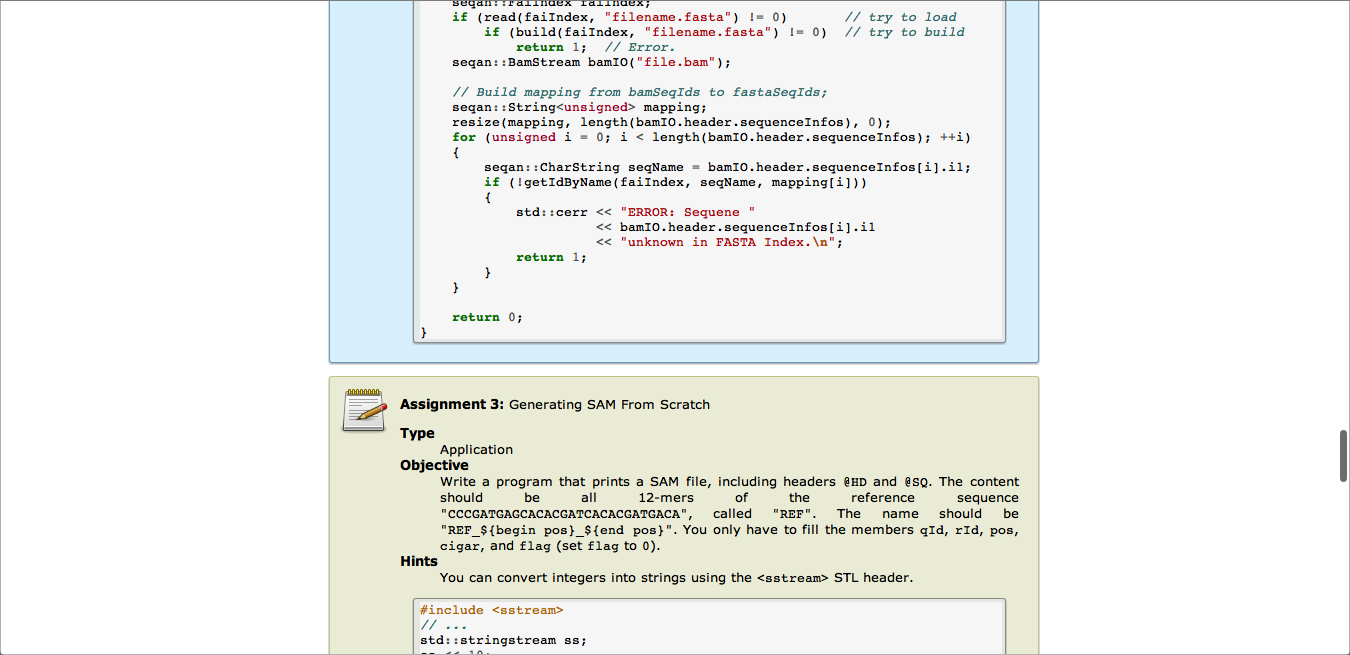 seqan::FaiIndex faiIndex;
if (read(faiIndex, "filename.fasta") != 0)       // try to load
    if (build(faiIndex, "filename.fasta") != 0)  // try to build
        return 1;  // Error.
seqan::BamStream bamIO("file.bam");
// Build mapping from bamSeqIds to fastaSeqIds;
seqan::String<unsigned> mapping;
resize(mapping, length(bamIO.header.sequenceInfos), 0);
for (unsigned i = 0; i < length(bamIO.header.sequenceInfos); ++i)
{
    seqan::CharString seqName = bamIO.header.sequenceInfos[i].i1;
    if (!getIdByName(faiIndex, seqName, mapping[i]))
    {
        std::cerr << "ERROR: Sequene "
                  << bamIO.header.sequenceInfos[i].i1
                  << "unknown in FASTA Index.\n";
        return 1;
    }
}
return 0;
}
Assignment 3: Generating SAM From Scratch
Type
Application
Objective
Write a program that prints a SAM file, including headers @HD and @SQ. The content
should be all 12-mers of the reference sequence
"CCCGATGAGCACACGATCACACGATGACA", called "REF". The name should be
"REF_${begin pos}_${end pos}". You only have to fill the members qId, rId, pos,
cigar, and flag (set flag to 0).
Hints
You can convert integers into strings using the <sstream> STL header.
#include <sstream>
// ...
std::stringstream ss;
ss << 10;